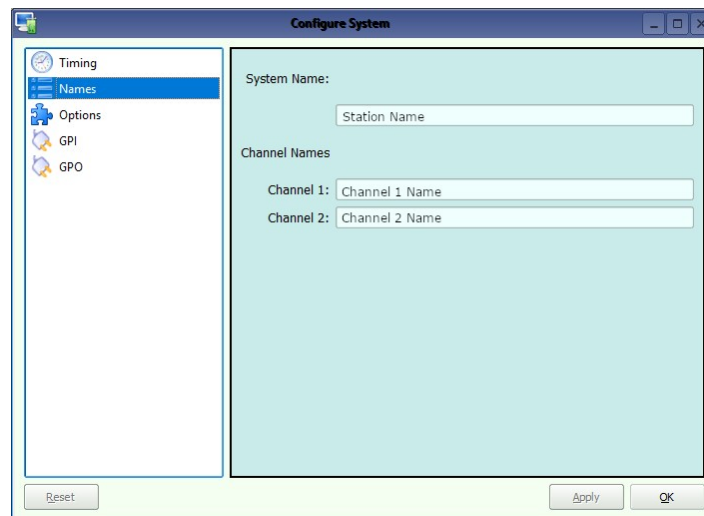 Configure System
Timing
Names
Options
GPI
GPO
System Name:
Station Name
Channel Names
Channel 1: Channel 1 Name
Channel 2: Channel 2 Name
Reset Apply OK